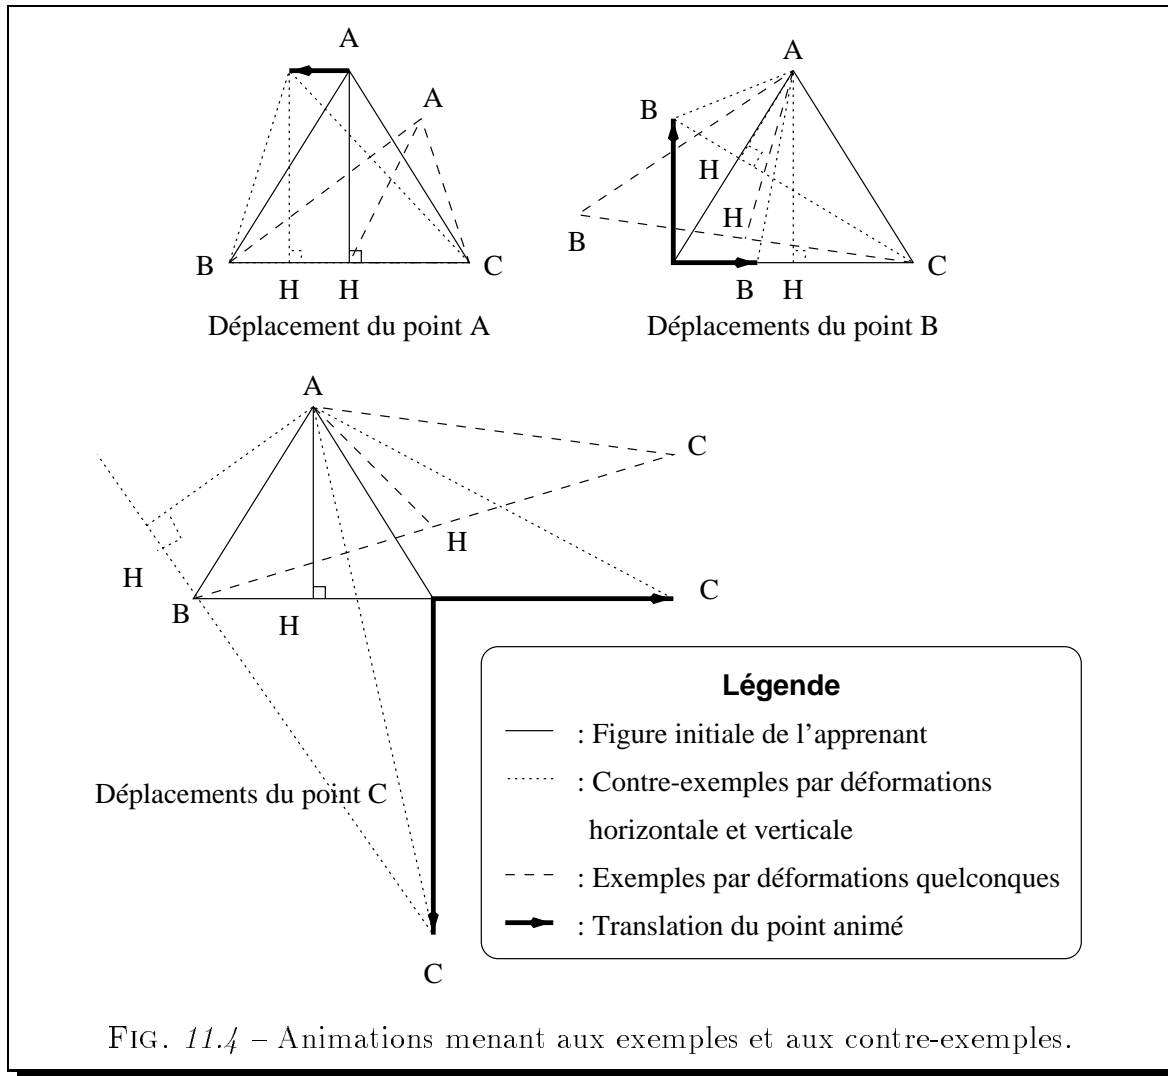 A
A
B
C
H
H
Déplacement du point A
A
B
H
H
B
C
B
H
Déplacements du point B
A
C
H
H
C
B
H
Déplacements du point C
C
Légende
: Figure initiale de l'apprenant
: Contre-exemples par déformations
horizontale et verticale
: Exemples par déformations quelconques
: Translation du point animé
FIG. 11.4 – Animations menant aux exemples et aux contre-exemples.